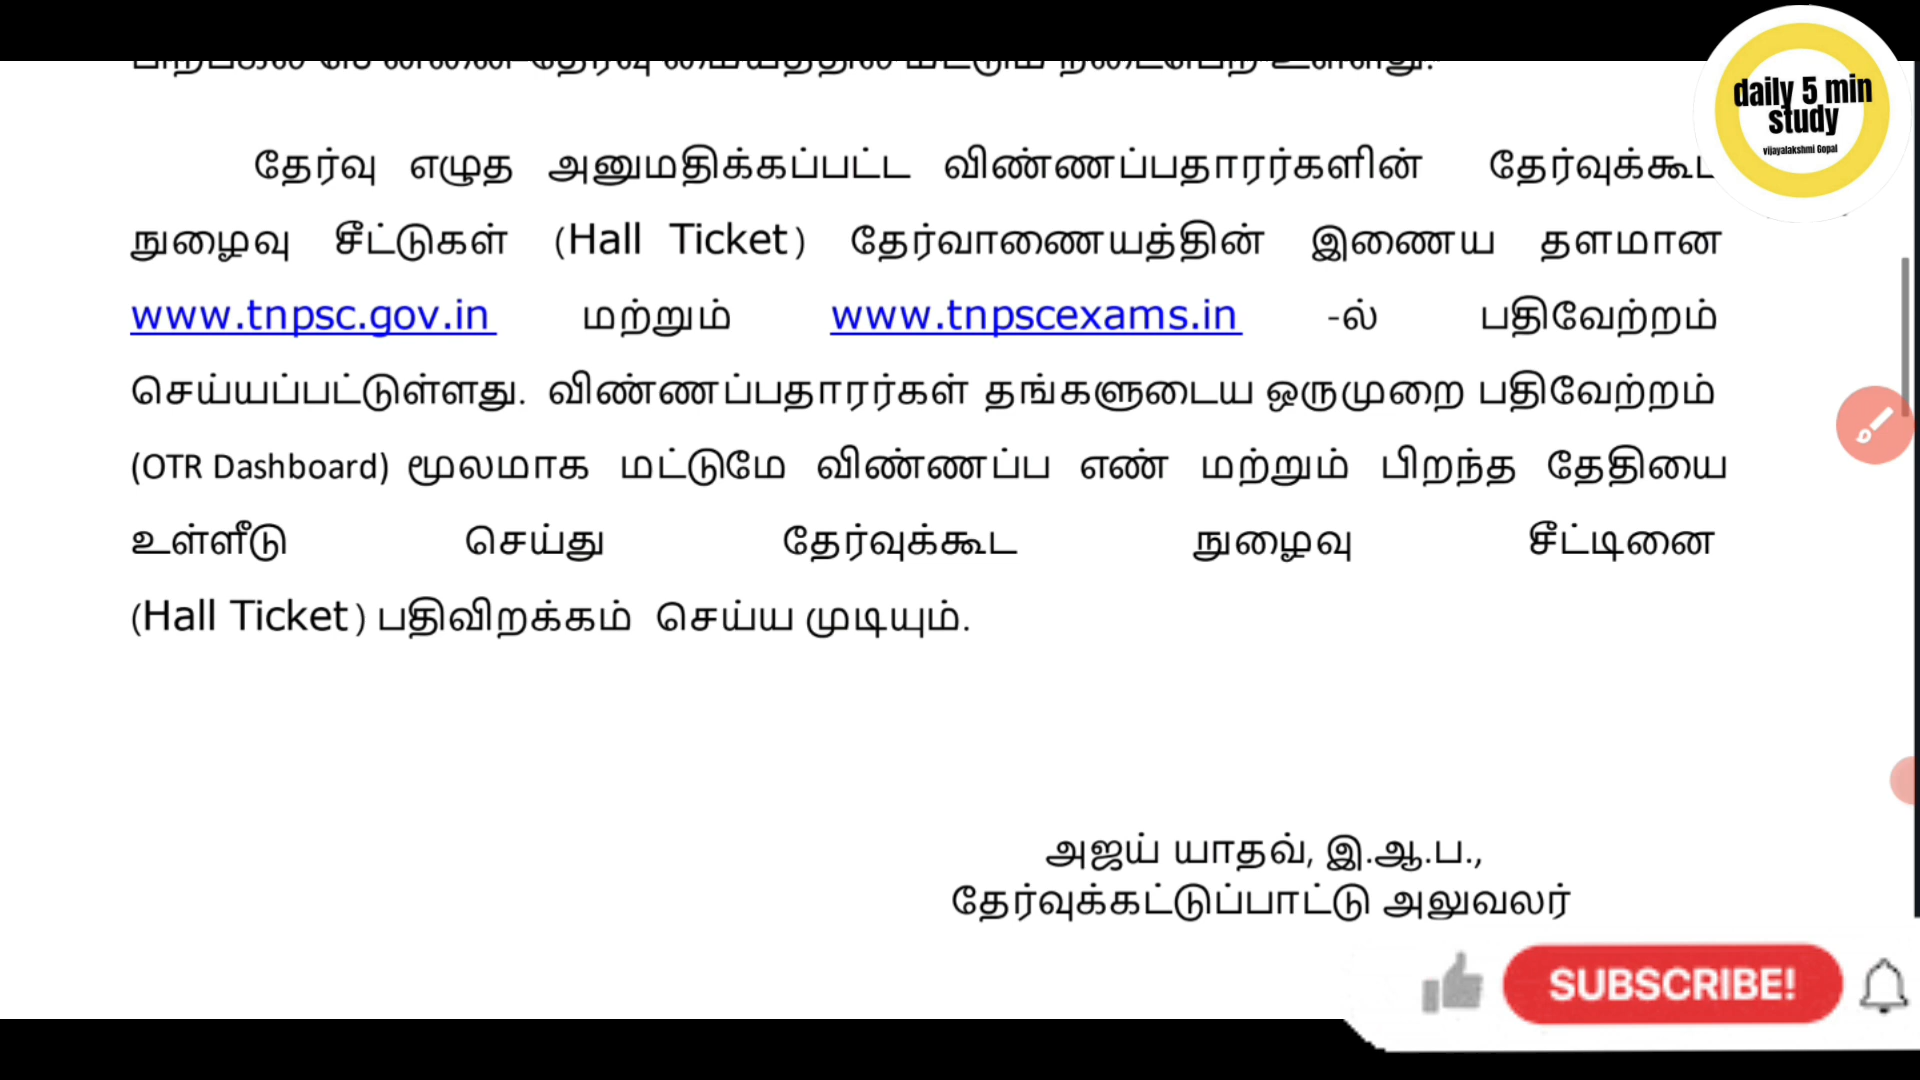 daily 5 min
study
vijayalakshmi Gopal
தேர்வு எழுத அனுமதிக்கப்பட்ட விண்ணப்பதாரர்களின் தேர்வுக்கூட
நுழைவு சீட்டுகள் (Hall Ticket) தேர்வாணையத்தின் இணைய தளமான
www.tnpsc.gov.in மற்றும் www.tnpscexams.in -ல் பதிவேற்றம்
செய்யப்பட்டுள்ளது. விண்ணப்பதாரர்கள் தங்களுடைய ஒருமுறை பதிவேற்றம்
(OTR Dashboard) மூலமாக மட்டுமே விண்ணப்ப எண் மற்றும் பிறந்த தேதியை
உள்ளீடு செய்து தேர்வுக்கூட நுழைவு சீட்டினை
(Hall Ticket) பதிவிறக்கம் செய்ய முடியும்.
அஜய் யாதவ், இ.ஆ.ப.,
தேர்வுக்கட்டுப்பாட்டு அலுவலர்
SUBSCRIBE!